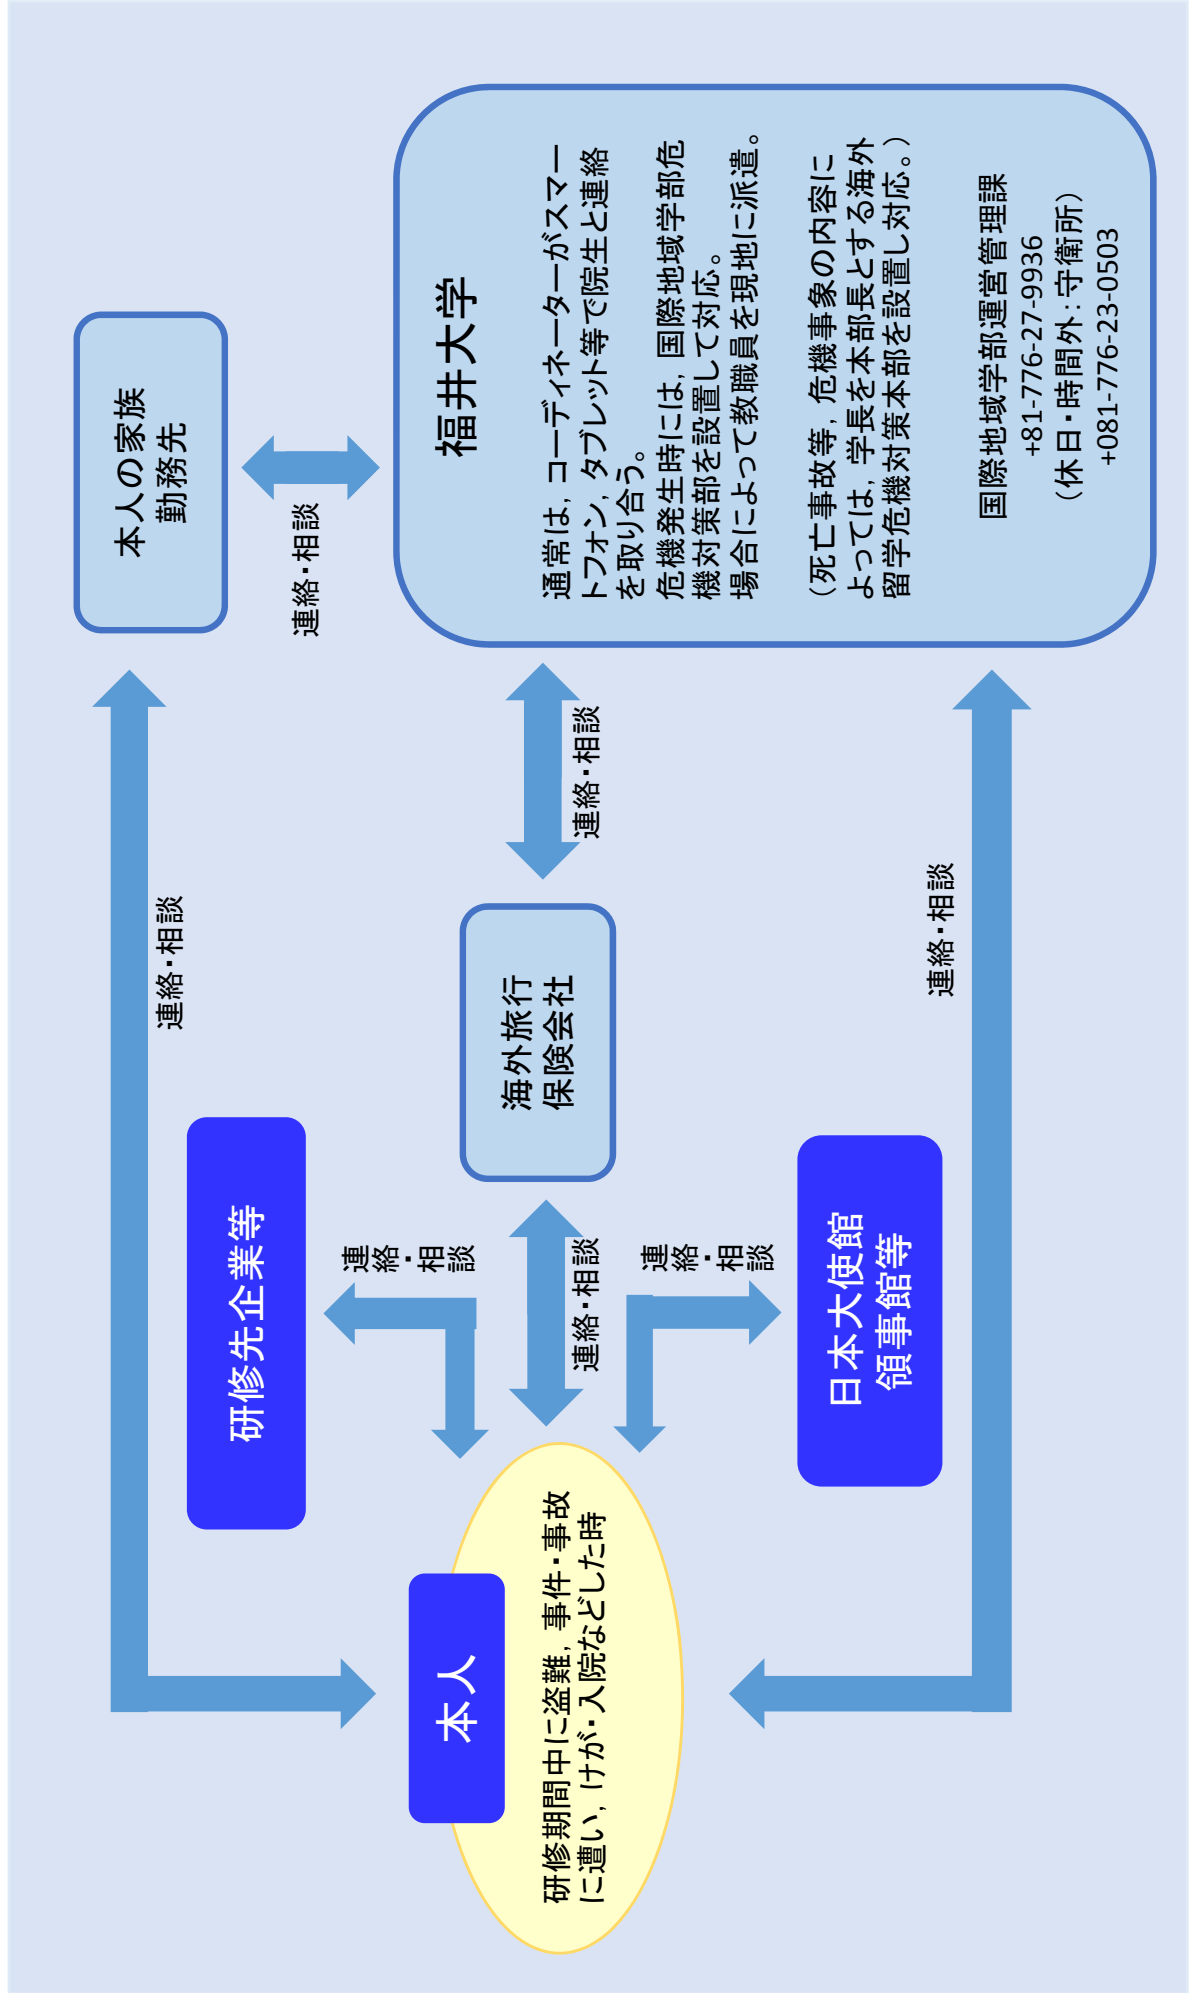 本人の家族
勤務先
連絡・相談
連絡・相談
研修先企業等
連絡・相談
本人
研修期間中に盗難，事件・事故
に遭い，けが・入院などした時
連絡・相談
海外旅行
保険会社
連絡・相談
連絡・相談
日本大使館
領事館等
連絡・相談
福井大学
通常は，コーディネーターがスマー
トフォン，タブレット等で院生と連絡
を取り合う。
危機発生時には，国際地域学部危
機対策部を設置して対応。
場合によって教職員を現地に派遣。
（死亡事故等，危機事象の内容に
よっては，学長を本部長とする海外
留学危機対策本部を設置し対応。）
国際地域学部運営管理課
+81-776-27-9936
（休日・時間外：守衛所）
+081-776-23-0503